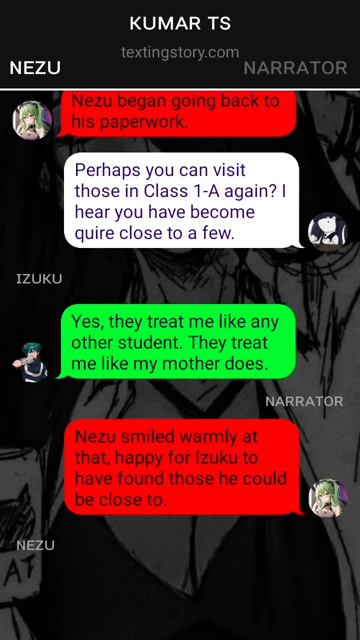 KUMAR TS
textingstory.com
NEZU
NARRATOR
Nezu began going back to
his paperwork.
Perhaps you can visit
those in Class 1-A again? I
hear you have become
quire close to a few.
IZUKU
Yes, they treat me like any
other student. They treat
me like my mother does.
NARRATOR
Nezu smiled warmly at
that, happy for Izuku to
have found those he could
be close to.
NEZU